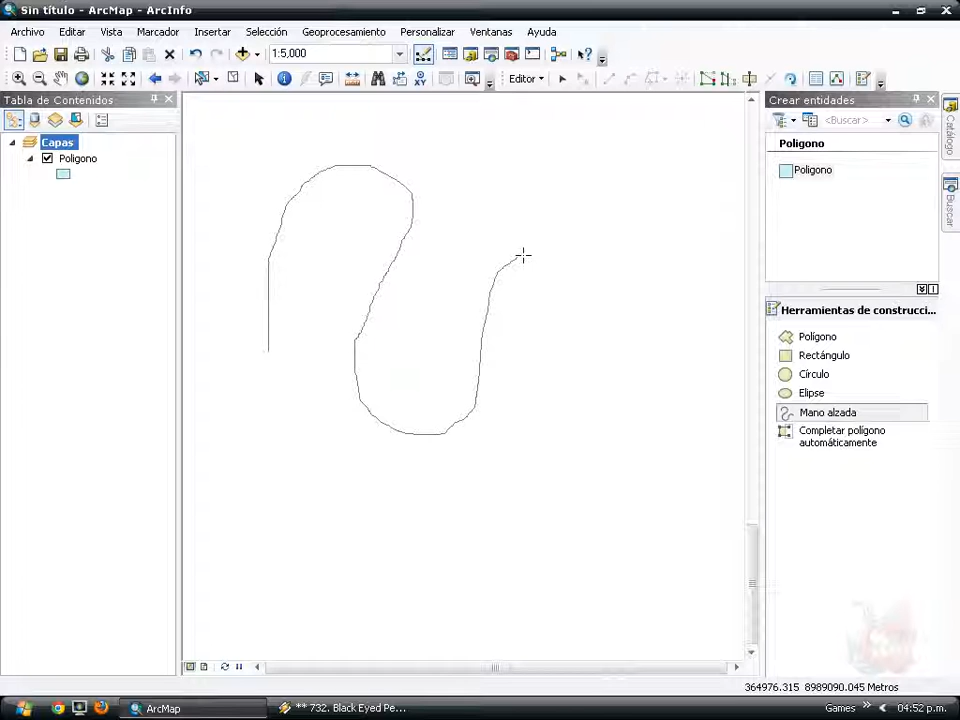 Sin título - ArcMap - ArcInfo
Archivo Editar Vista Marcador Insertar Selección Geoprocesamiento Personalizar Ventanas Ayuda
1:5,000
Editor
Tabla de Contenidos
Capas
Poligono
Crear entidades
<Buscar>
Poligono
Poligono
Herramientas de construcci...
Polígono
Rectángulo
Círculo
Elipse
Mano alzada
Completar polígono
automáticamente
Catálogo
Buscar
364976.315 8989090.045 Metros
ArcMap
** 732. Black Eyed Pe...
Games
04:52 p.m.